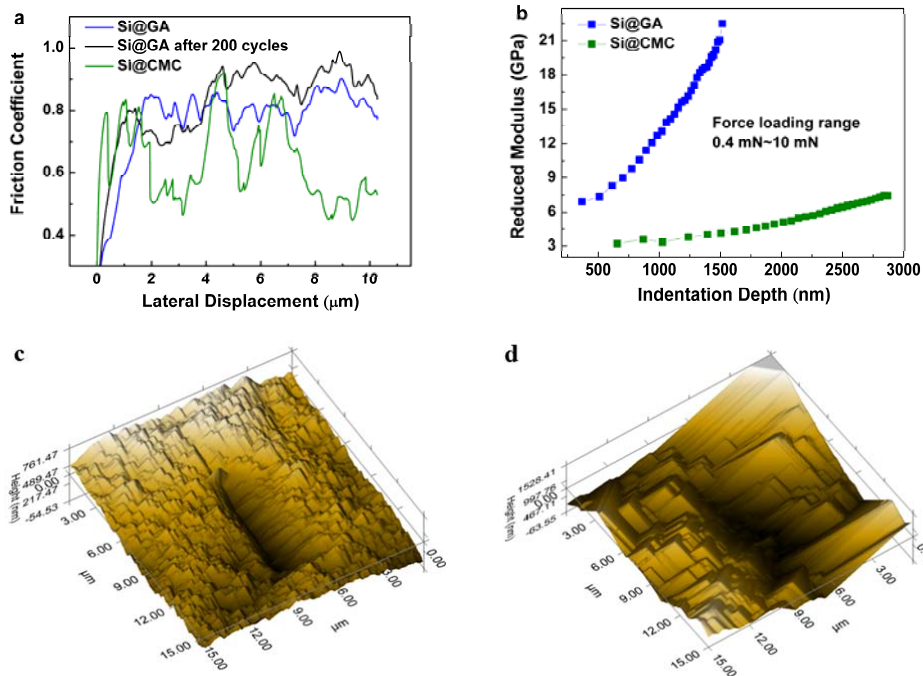 a
Si@GA
Si@GA after 200 cycles
Si@CMC
1.0
0.8
0.6
0.4
Friction Coefficient
0 2 4 6 8 10
Lateral Displacement (μm)
b
Si@GA
Si@CMC
21
18
15
12
9
6
3
Reduced Modulus (GPa)
Force loading range
0.4 mN~10 mN
500 1000 1500 2000 2500 3000
Indentation Depth (nm)
c
761.47
489.47
217.47
-54.53
Height (nm)
0.00
3.00
6.00
9.00
12.00
15.00
μm
15.00
12.00
9.00
6.00
3.00
0.00
μm
d
1528.41
997.76
467.11
-63.55
Height (nm)
0.00
3.00
6.00
9.00
12.00
15.00
μm
15.00
12.00
9.00
6.00
3.00
μm